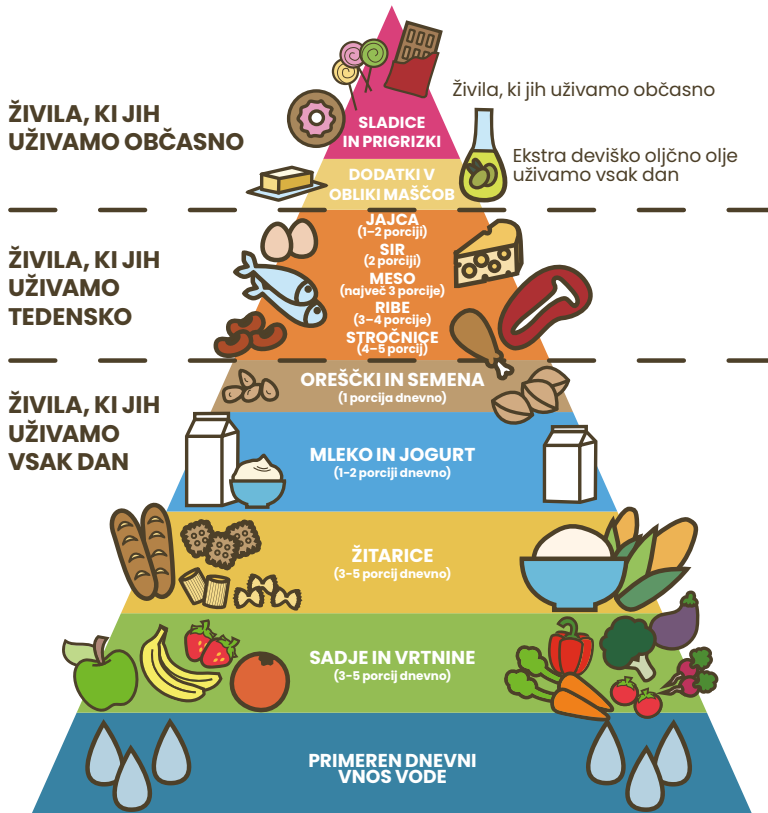 Živila, ki jih uživamo občasno
ŽIVILA, KI JIH
UŽIVAMO OBČASNO
SLADICE
IN PRIGRIZKI
Ekstra deviško oljčno olje
uživamo vsak dan
DODATKI V
OBLIKI MAŠČOB
ŽIVILA, KI JIH
UŽIVAMO
TEDENSKO
JAJCA
(1–2 porciji)
SIR
(2 porciji)
MESO
(največ 3 porcije)
RIBE
(3–4 porcije)
STROČNICE
(4–5 porcij)
ŽIVILA, KI JIH
UŽIVAMO
VSAK DAN
OREŠČKI IN SEMENA
(1 porcija dnevno)
MLEKO IN JOGURT
(1-2 porciji dnevno)
ŽITARICE
(3-5 porcij dnevno)
SADJE IN VRTNINE
(3-5 porcij dnevno)
PRIMEREN DNEVNI
VNOS VODE